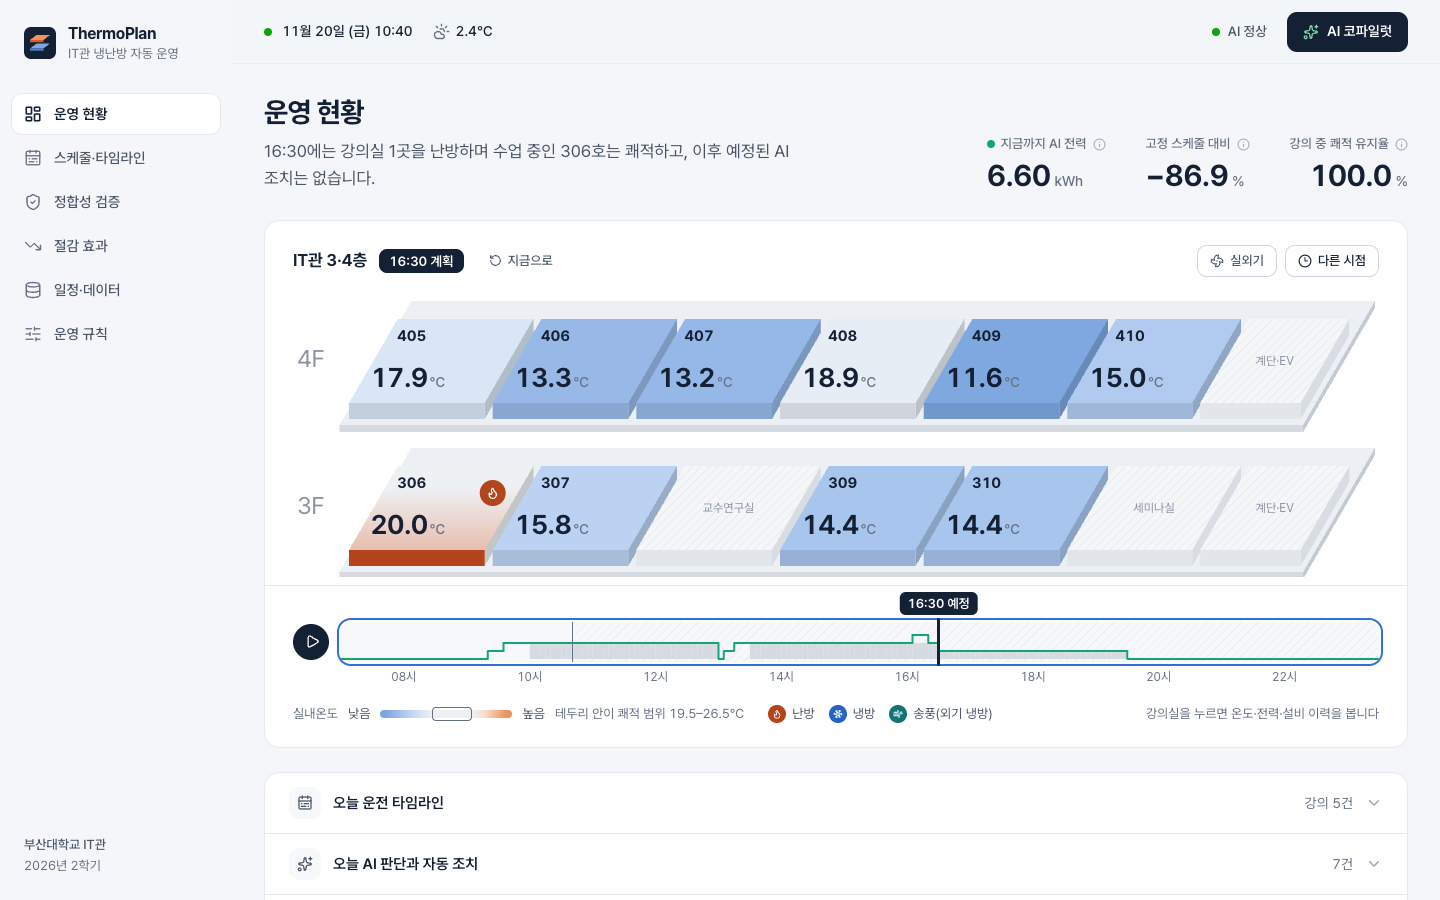 ThermoPlan
IT관 냉난방 자동 운영
운영 현황
스케줄·타임라인
정합성 검증
절감 효과
일정·데이터
운영 규칙
부산대학교 IT관
2026년 2학기
11월 20일 (금) 10:40
2.4°C
AI 정상
AI 코파일럿
운영 현황
16:30에는 강의실 1곳을 난방하며 수업 중인 306호는 쾌적하고, 이후 예정된 AI
조치는 없습니다.
지금까지 AI 전력
6.60 kWh
고정 스케줄 대비
−86.9 %
강의 중 쾌적 유지율
100.0 %
IT관 3·4층
16:30 계획
지금으로
실외기
다른 시점
4F
405
17.9°C
406
13.3°C
407
13.2°C
408
18.9°C
409
11.6°C
410
15.0°C
계단·EV
3F
306
20.0°C
307
15.8°C
교수연구실
309
14.4°C
310
14.4°C
세미나실
계단·EV
16:30 예정
08시 10시 12시 14시 16시 18시 20시 22시
실내온도 낮음 높음 테두리 안이 쾌적 범위 19.5–26.5°C 난방 냉방 송풍(외기 냉방) 강의실을 누르면 온도·전력·설비 이력을 봅니다
오늘 운전 타임라인
강의 5건
오늘 AI 판단과 자동 조치
7건